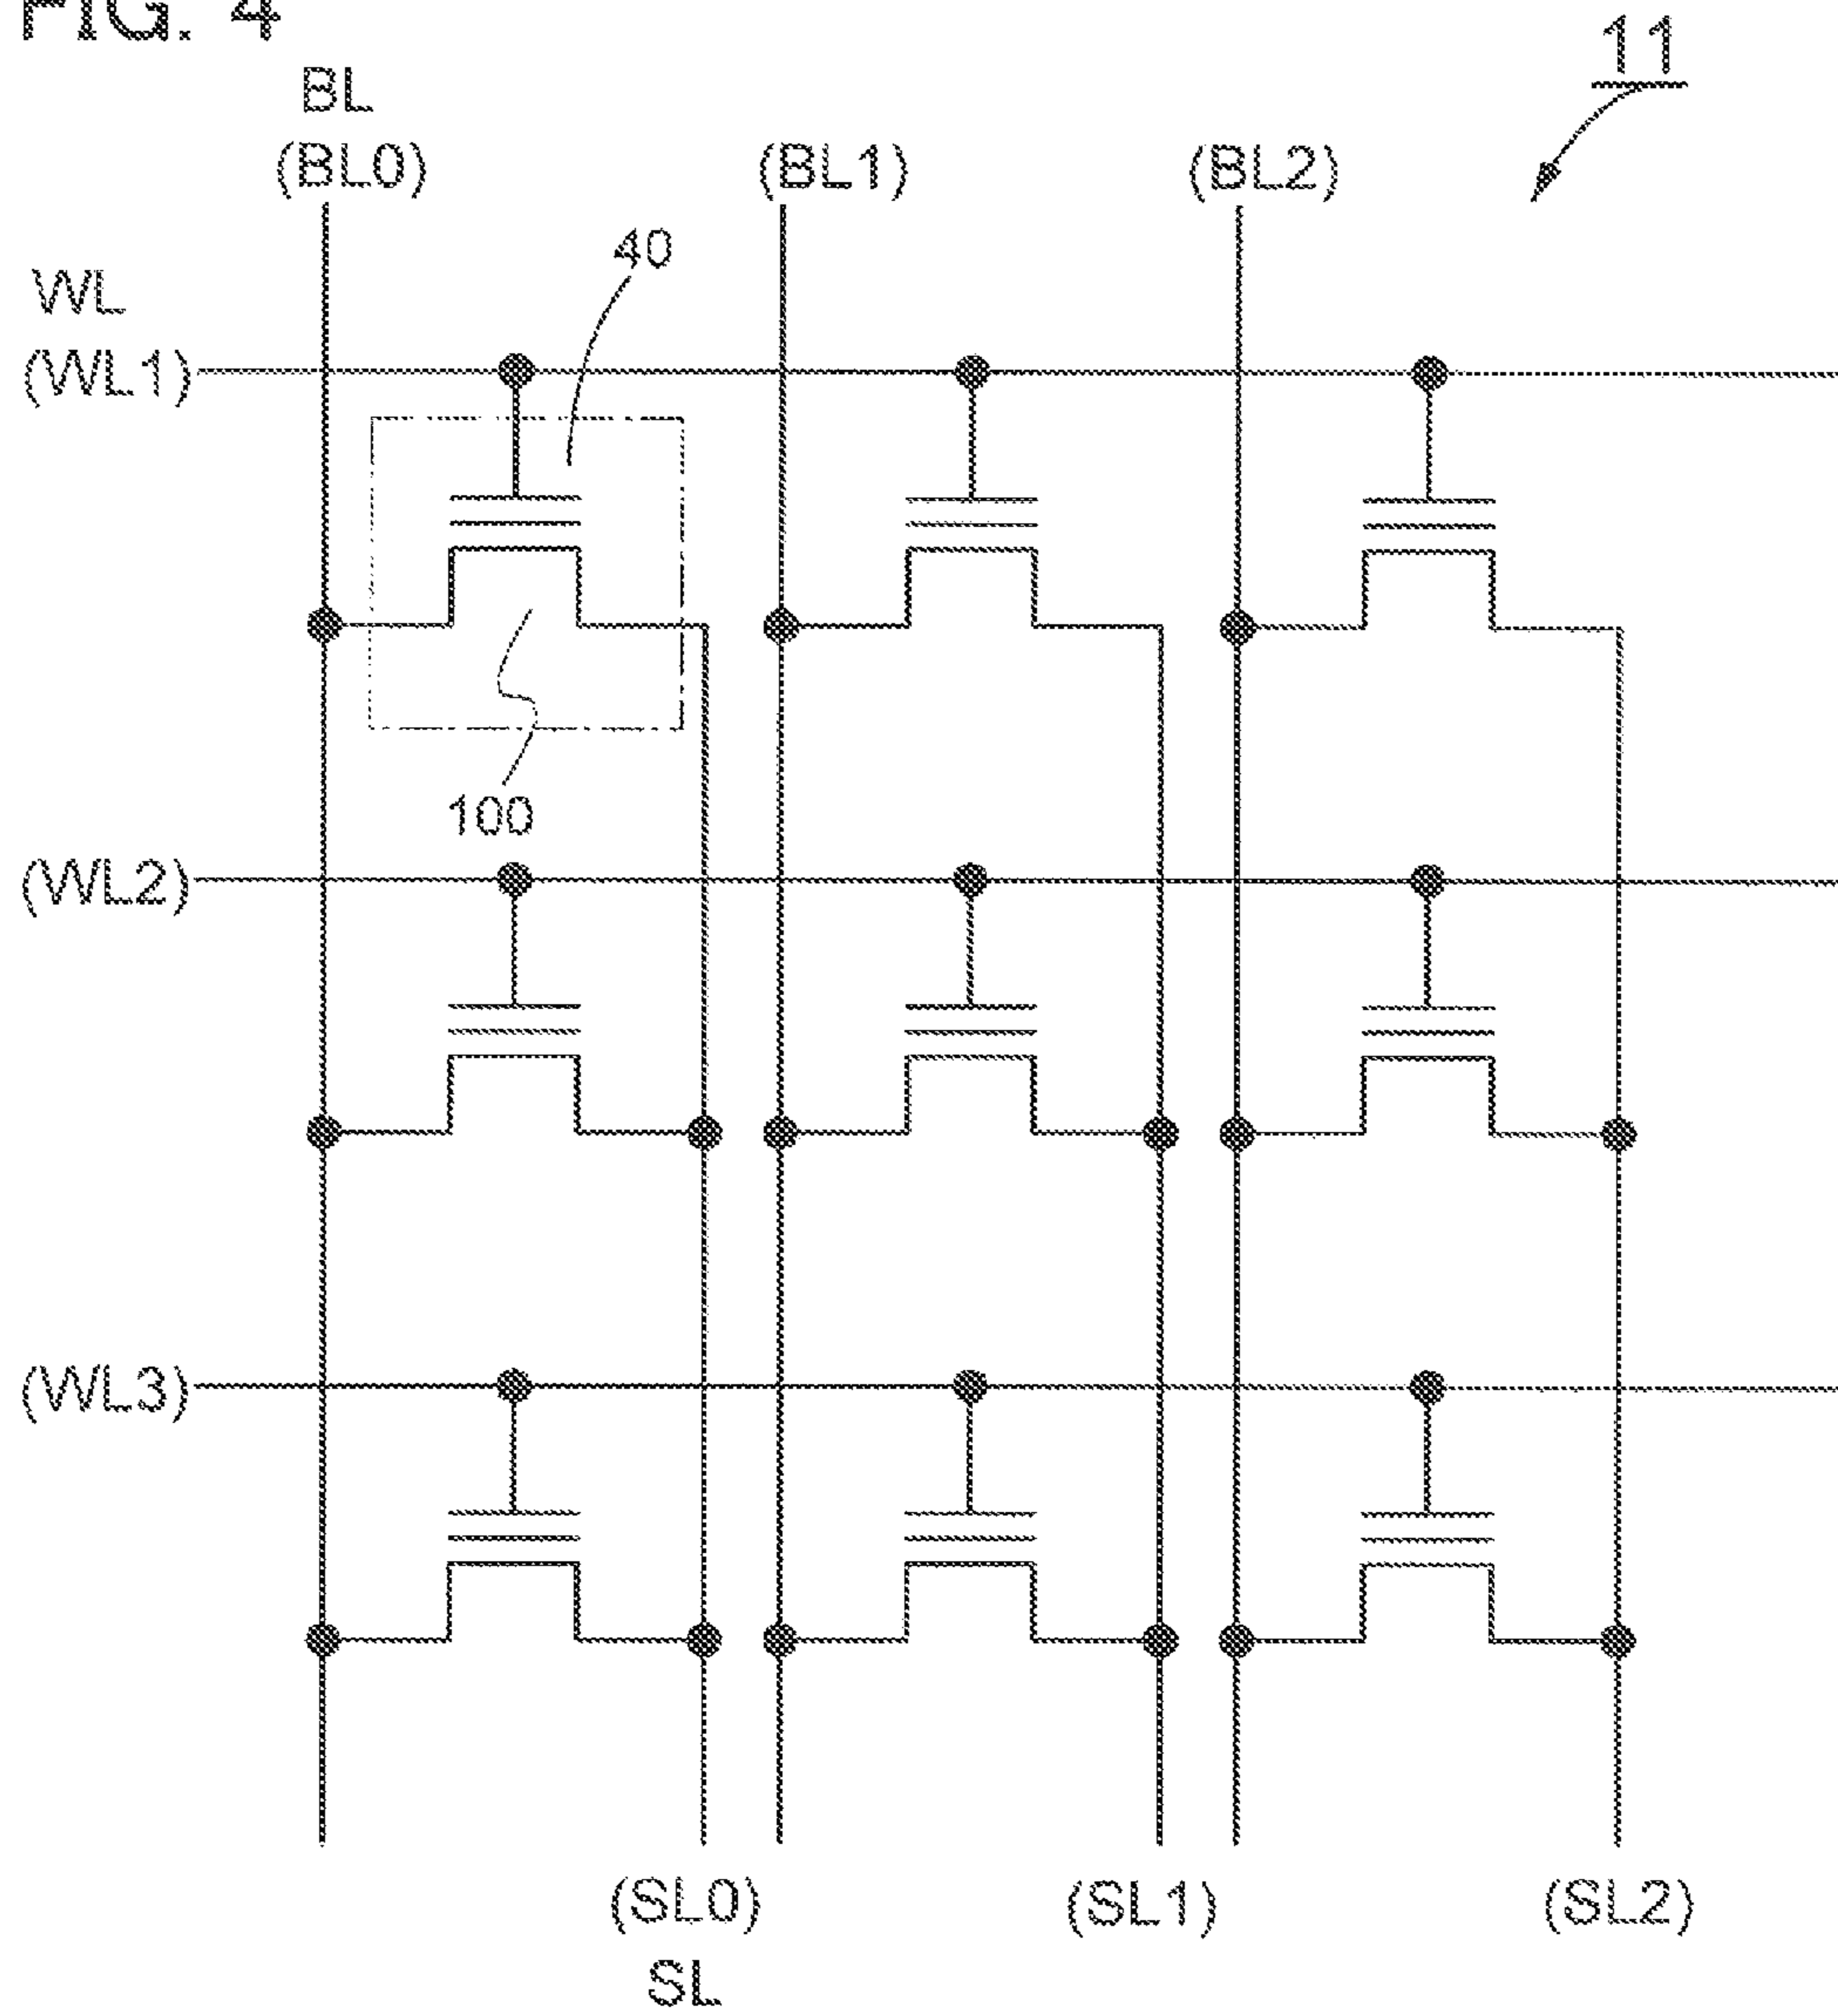 FIG. 4
11
BL
(BL0) (BL1) (BL2)
40
WL
(WL1)
100
(WL2)
(WL3)
(SL0) (SL1) (SL2)
SL